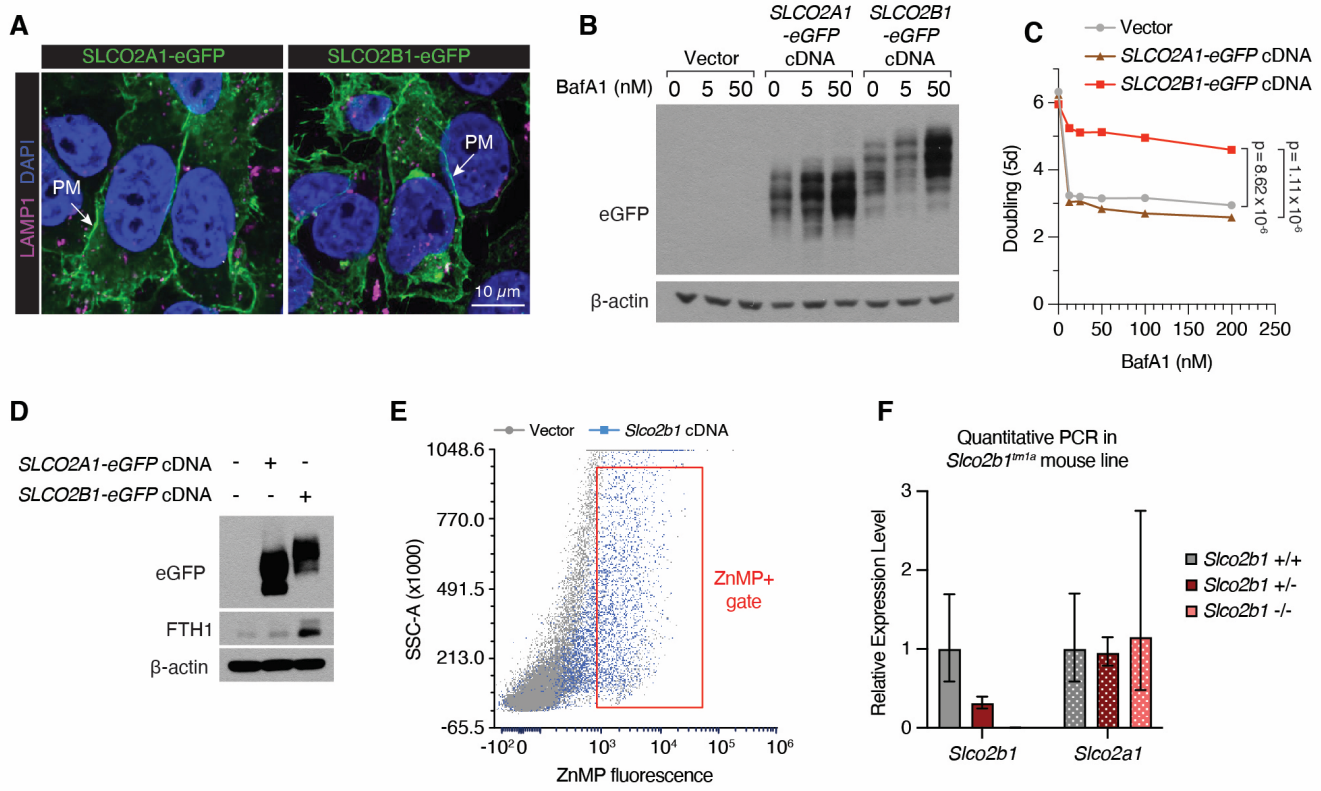 A
SLCO2A1-eGFP
SLCO2B1-eGFP
LAMP1 DAPI
PM
PM
10 µm
B
SLCO2A1
-eGFP
cDNA
SLCO2B1
-eGFP
cDNA
Vector
BafA1 (nM)
0 5 50 0 5 50 0 5 50
eGFP
β-actin
C
Vector
SLCO2A1-eGFP cDNA
SLCO2B1-eGFP cDNA
Doubling (5d)
6
4
2
0
0 50 100 150 200 250
BafA1 (nM)
p = 8.62 x 10-6
p = 1.11 x 10-6
D
SLCO2A1-eGFP cDNA - + -
SLCO2B1-eGFP cDNA - - +
eGFP
FTH1
β-actin
E
Vector
Slco2b1 cDNA
SSC-A (x1000)
1048.6
770.0
491.5
213.0
-65.5
-10² 0 10³ 10⁴ 10⁵ 10⁶
ZnMP fluorescence
ZnMP+
gate
F
Quantitative PCR in
Slco2b1tm1a mouse line
Relative Expression Level
3
2
1
0
Slco2b1 Slco2a1
Slco2b1 +/+
Slco2b1 +/-
Slco2b1 -/-